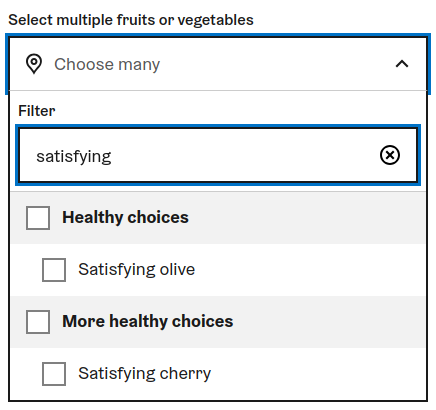 Select multiple fruits or vegetables
Choose many
Filter
satisfying
Healthy choices
Satisfying olive
More healthy choices
Satisfying cherry